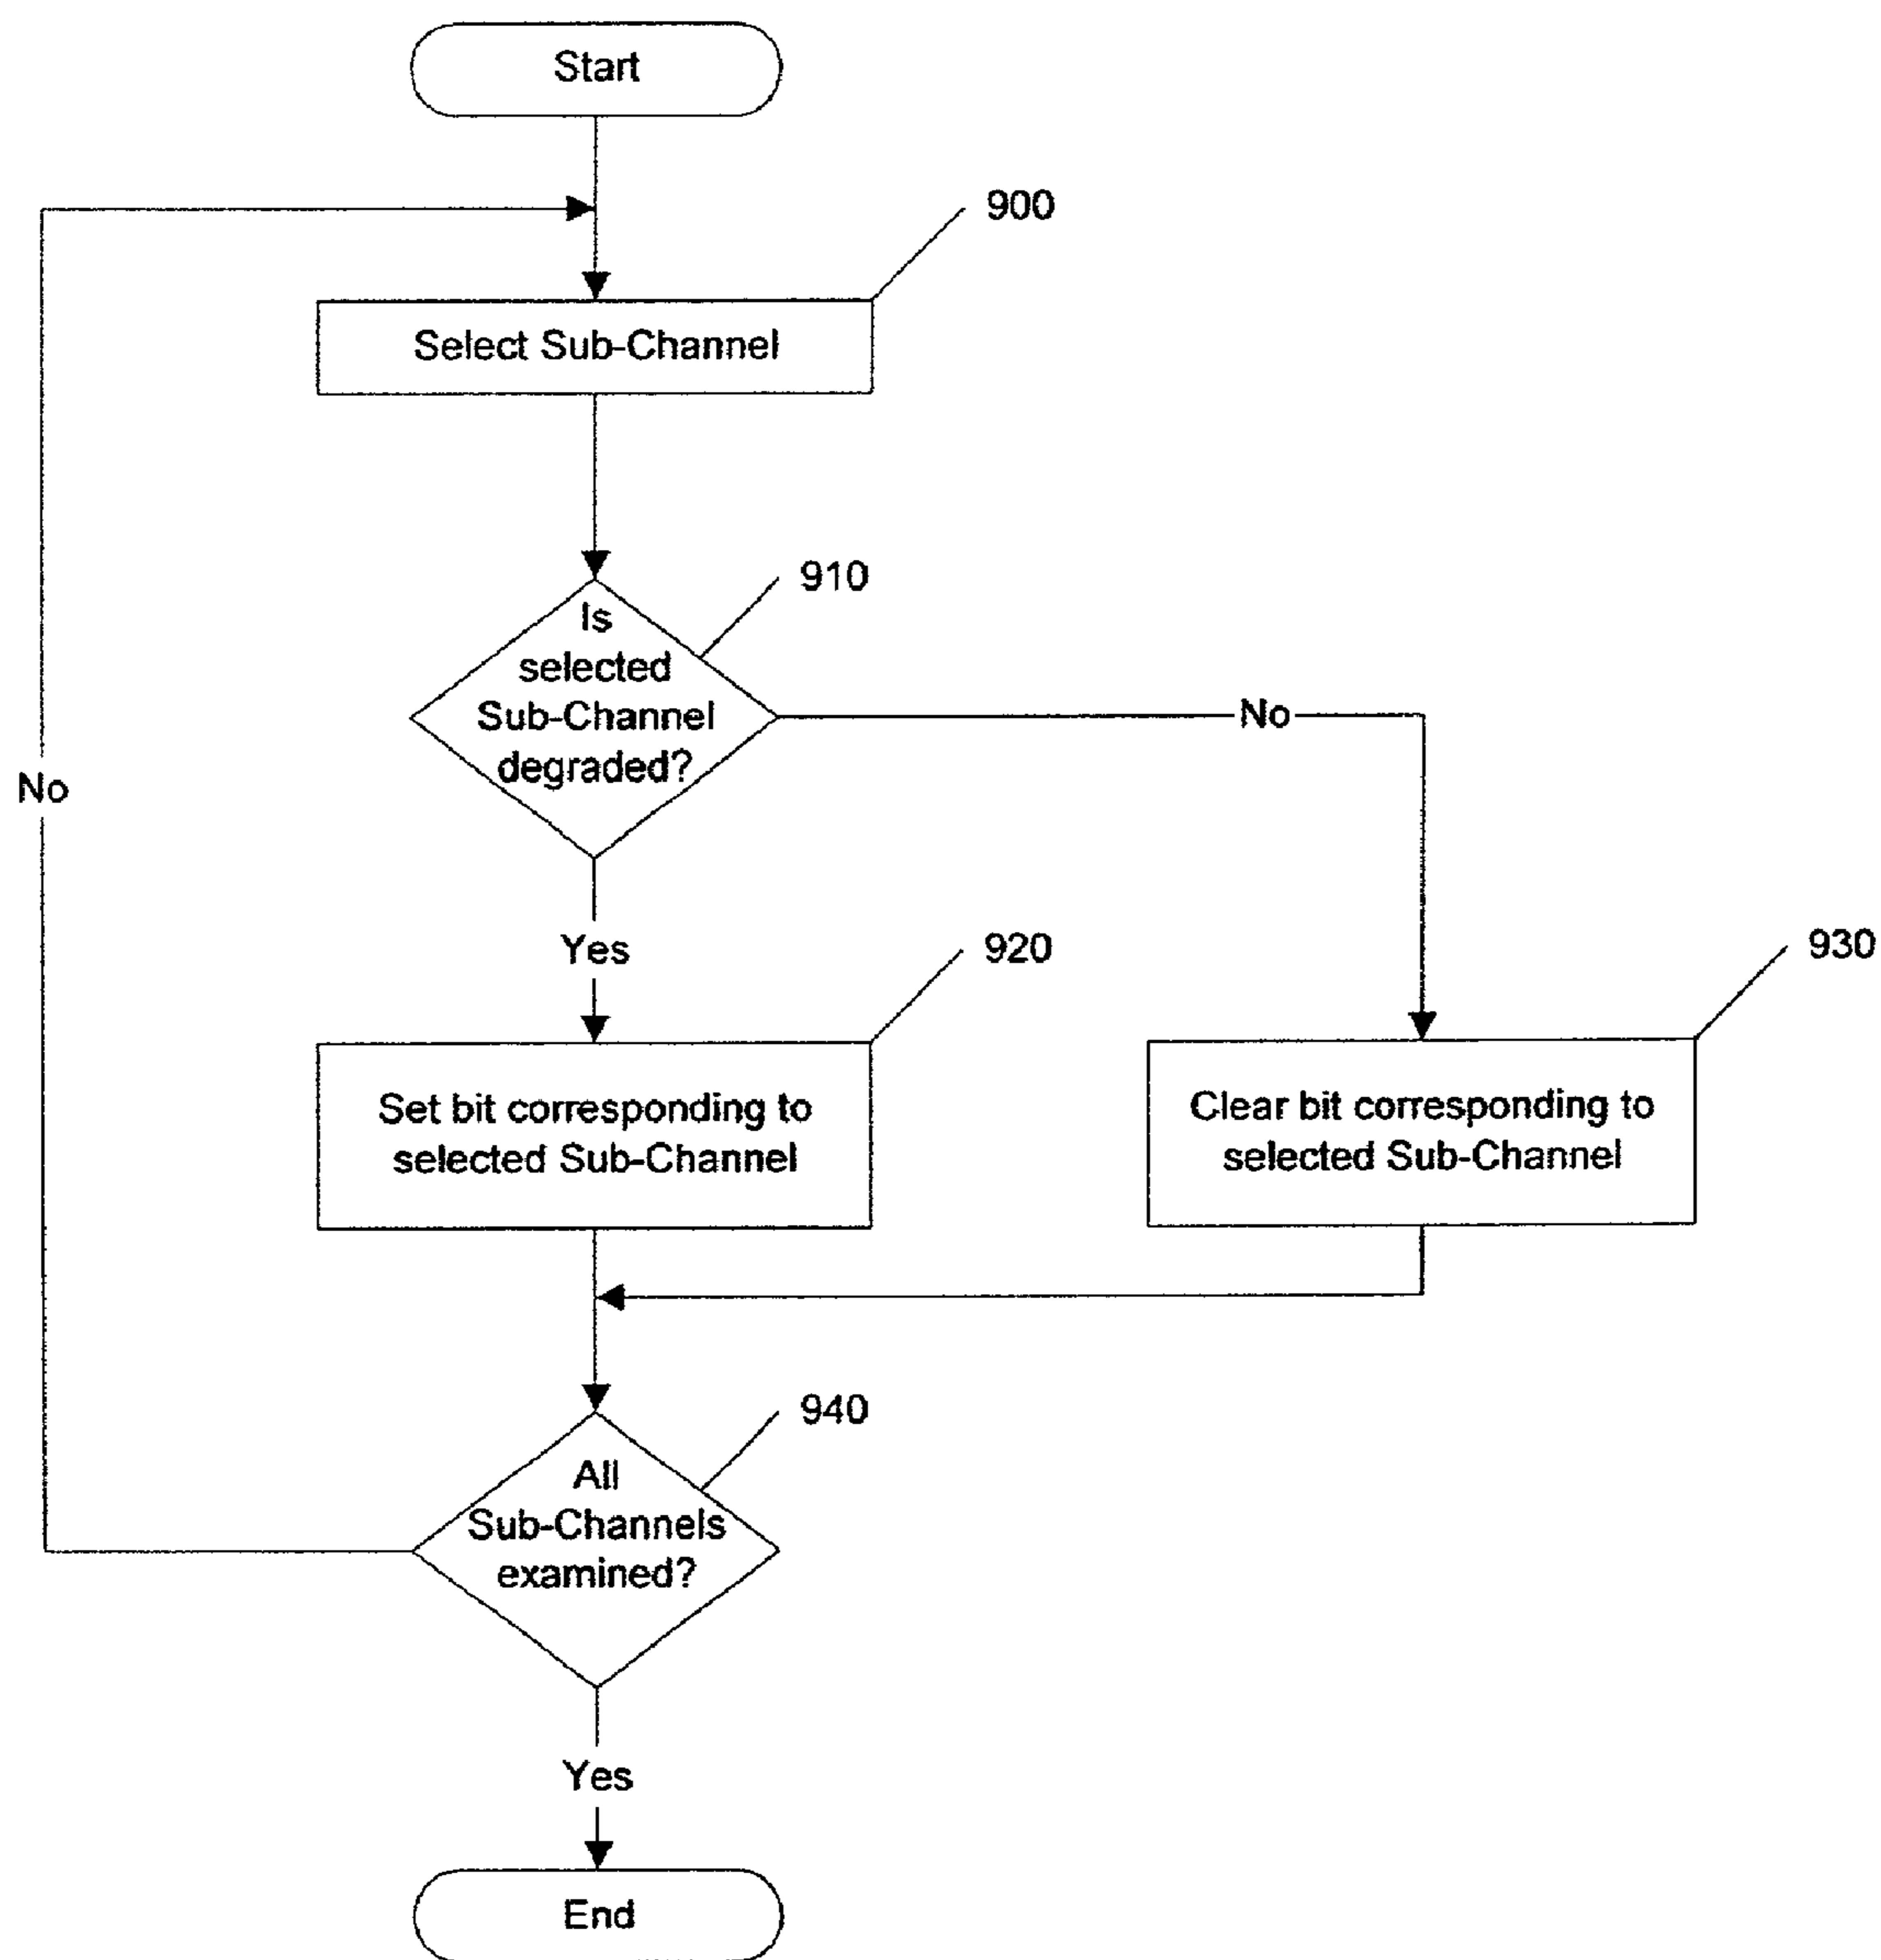 Start
900
Select Sub-Channel
910
Is
selected
Sub-Channel
degraded?
No
No
Yes
920
930
Set bit corresponding to
selected Sub-Channel
Clear bit corresponding to
selected Sub-Channel
940
All
Sub-Channels
examined?
Yes
End